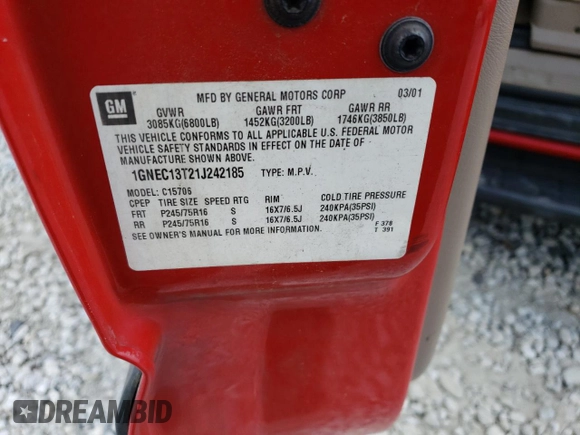 GM
MFD BY GENERAL MOTORS CORP 03/01
GVWR GAWR FRT GAWR RR
3085KG(6800LB) 1452KG(3200LB) 1746KG(3850LB)
THIS VEHICLE CONFORMS TO ALL APPLICABLE U.S. FEDERAL MOTOR
VEHICLE SAFETY STANDARDS IN EFFECT ON THE DATE OF
MANUFACTURE SHOWN ABOVE.
1GNEC13T21J242185 TYPE: M.P.V.
MODEL: C15706
CPEP TIRE SIZE SPEED RTG RIM COLD TIRE PRESSURE
FRT P245/75R16 S 16X7/6.5J 240KPA(35PSI)
RR P245/75R16 S 16X7/6.5J 240KPA(35PSI)
SEE OWNER'S MANUAL FOR MORE INFORMATION.
F 378
T 391
DREAMBID